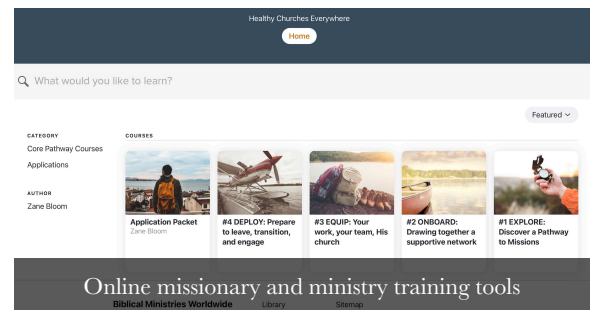 Healthy Churches Everywhere
Home
What would you like to learn?
Featured
CATEGORY
Core Pathway Courses
Applications
AUTHOR
Zane Bloom
COURSES
Application Packet
Zane Bloom
#4 DEPLOY: Prepare
to leave, transition,
and engage
#3 EQUIP: Your
work, your team, His
church
#2 ONBOARD:
Drawing together a
supportive network
#1 EXPLORE:
Discover a Pathway
to Missions
Online missionary and ministry training tools
Biblical Ministries Worldwide
Library
Sitemap